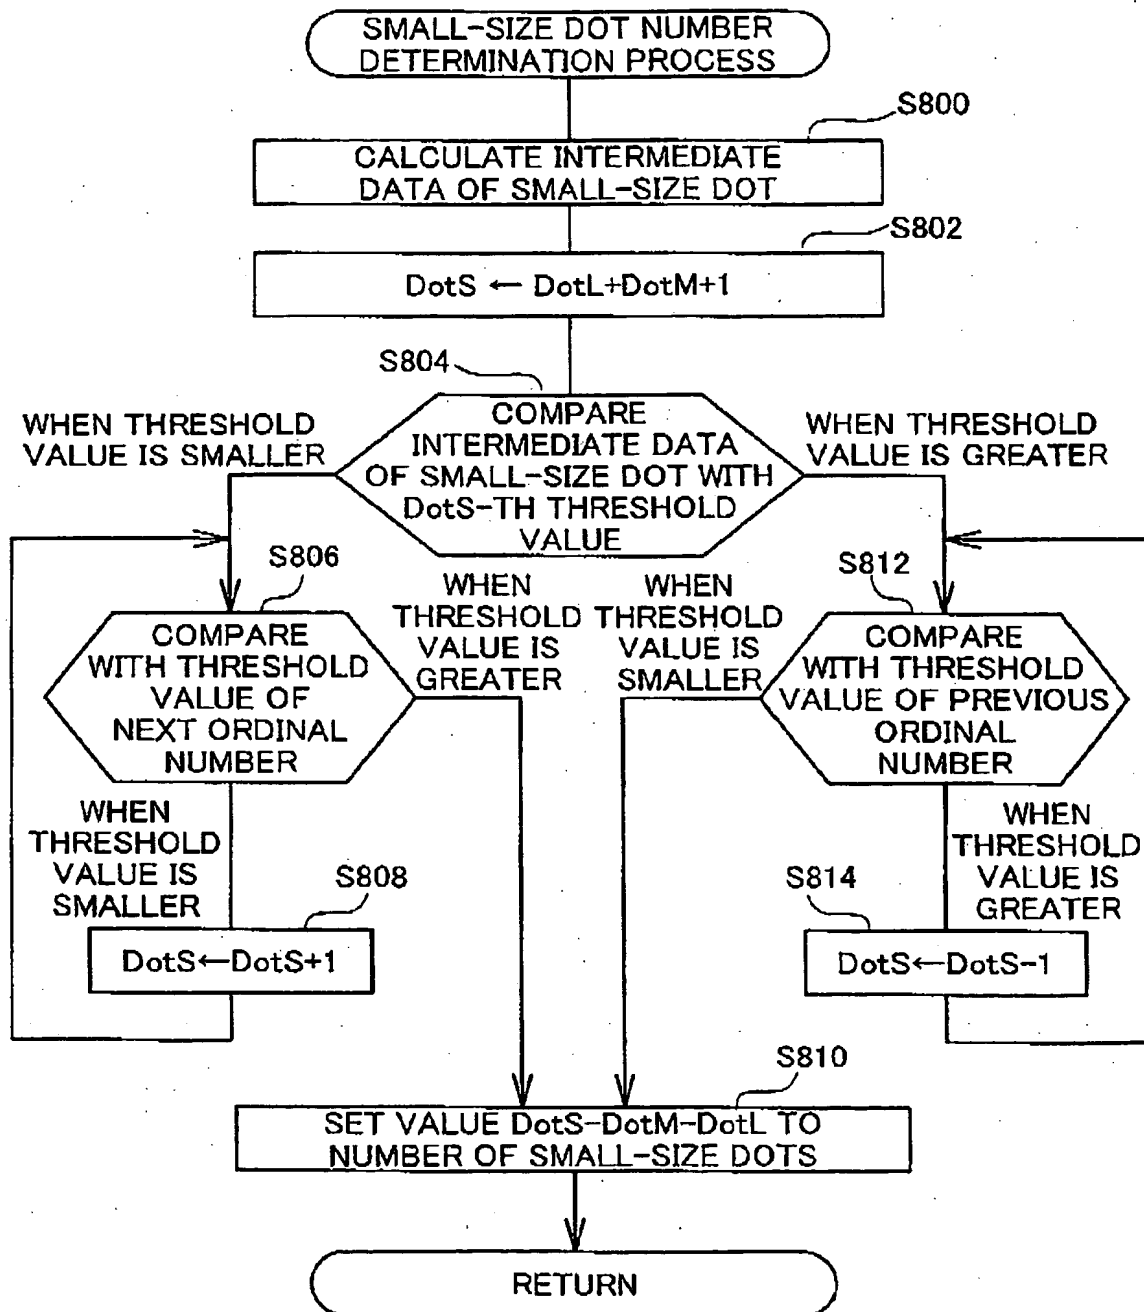 SMALL-SIZE DOT NUMBER
DETERMINATION PROCESS
S800
CALCULATE INTERMEDIATE
DATA OF SMALL-SIZE DOT
S802
DotS ← DotL+DotM+1
S804
COMPARE
INTERMEDIATE DATA
OF SMALL-SIZE DOT WITH
DotS-TH THRESHOLD
VALUE
WHEN THRESHOLD
VALUE IS SMALLER
WHEN THRESHOLD
VALUE IS GREATER
S806
COMPARE
WITH THRESHOLD
VALUE OF
NEXT ORDINAL
NUMBER
WHEN
THRESHOLD
VALUE IS
GREATER
WHEN
THRESHOLD
VALUE IS
SMALLER
S812
COMPARE
WITH THRESHOLD
VALUE OF PREVIOUS
ORDINAL
NUMBER
WHEN
THRESHOLD
VALUE IS
SMALLER
S808
DotS←DotS+1
WHEN
THRESHOLD
VALUE IS
GREATER
S814
DotS←DotS-1
S810
SET VALUE DotS-DotM-DotL TO
NUMBER OF SMALL-SIZE DOTS
RETURN